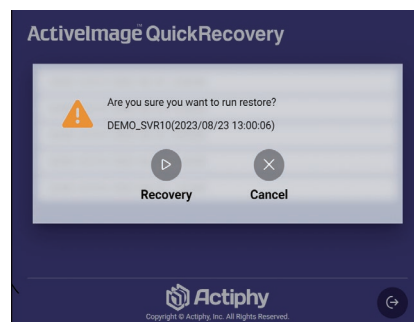 ActiveImage™ QuickRecovery
Are you sure you want to run restore?
DEMO_SVR10(2023/08/23 13:00:06)
Recovery Cancel
Actiphy
Copyright © Actiphy, Inc. All Rights Reserved.